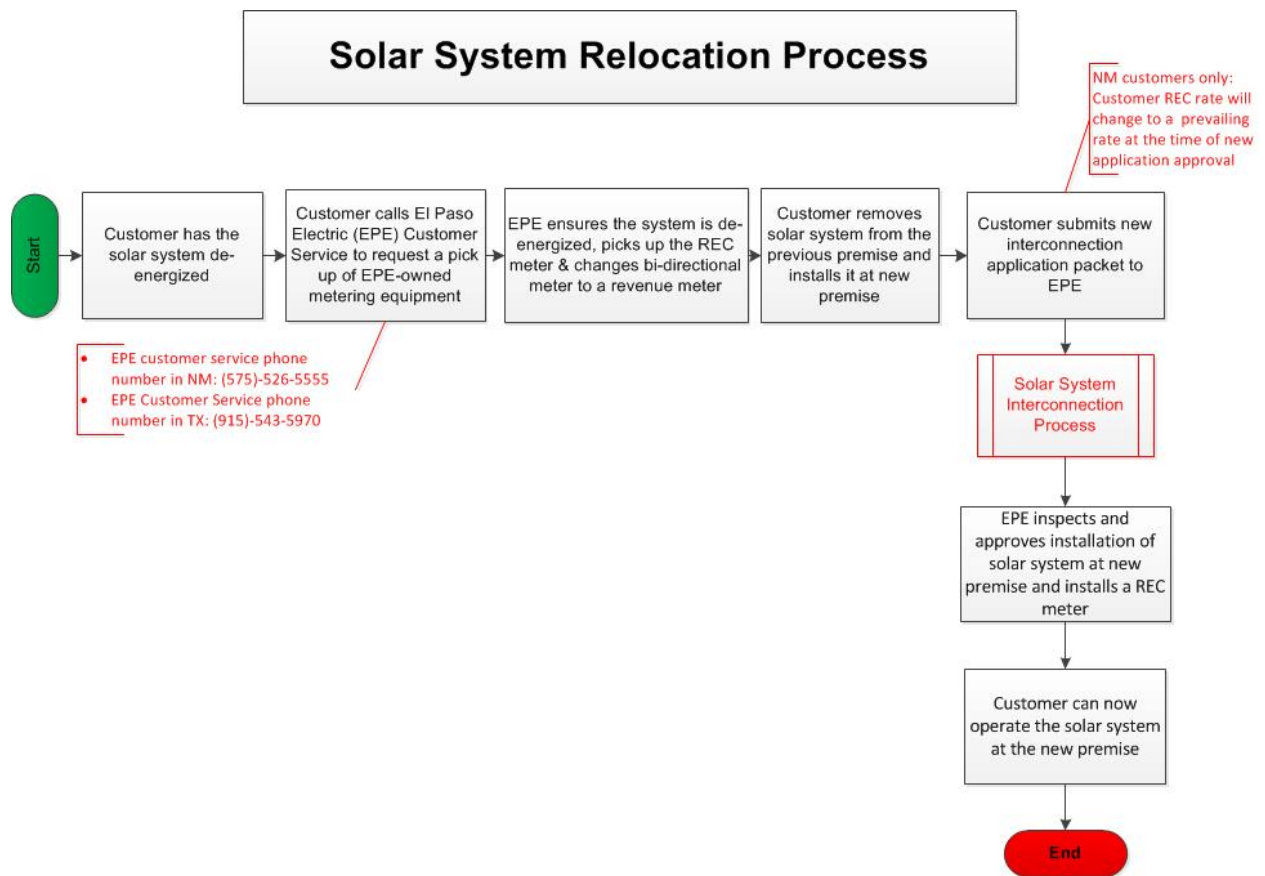 Solar System Relocation Process
NM customers only:
Customer REC rate will
change to a prevailing
rate at the time of new
application approval
Start
Customer has the
solar system de-
energized
Customer calls El Paso
Electric (EPE) Customer
Service to request a pick
up of EPE-owned
metering equipment
EPE ensures the system is de-
energized, picks up the REC
meter & changes bi-directional
meter to a revenue meter
Customer removes
solar system from the
previous premise and
installs it at new
premise
Customer submits new
interconnection
application packet to
EPE
• EPE customer service phone
number in NM: (575)-526-5555
• EPE Customer Service phone
number in TX: (915)-543-5970
Solar System
Interconnection
Process
EPE inspects and
approves installation of
solar system at new
premise and installs a REC
meter
Customer can now
operate the solar system
at the new premise
End